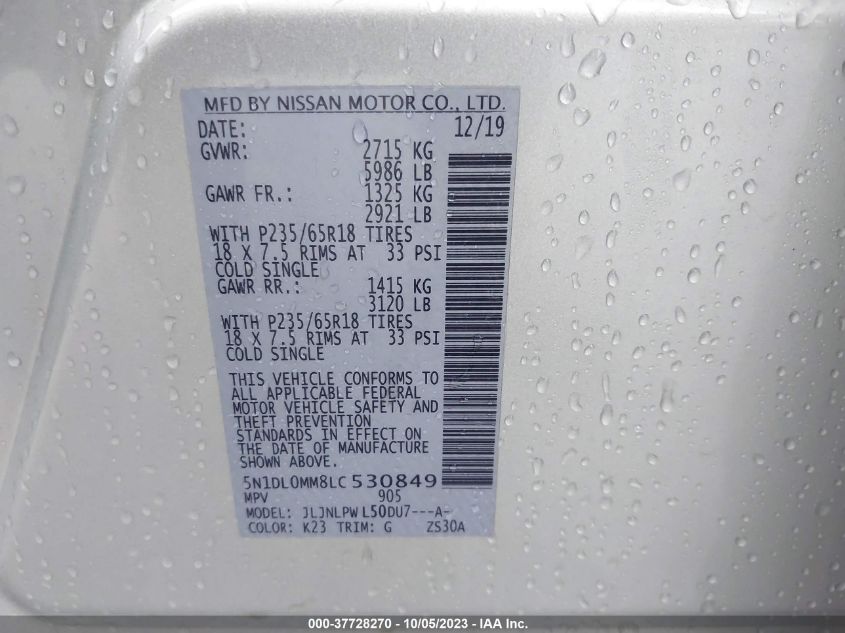 MFD BY NISSAN MOTOR CO., LTD.
DATE: 12/19
GVWR: 2715 KG
5986 LB
GAWR FR.: 1325 KG
2921 LB
WITH P235/65R18 TIRES
18 X 7.5 RIMS AT 33 PSI
COLD SINGLE
GAWR RR.: 1415 KG
3120 LB
WITH P235/65R18 TIRES
18 X 7.5 RIMS AT 33 PSI
COLD SINGLE
THIS VEHICLE CONFORMS TO
ALL APPLICABLE FEDERAL
MOTOR VEHICLE SAFETY AND
THEFT PREVENTION
STANDARDS IN EFFECT ON
THE DATE OF MANUFACTURE
SHOWN ABOVE.
5N1DL0MM8LC 530849
MPV 905
MODEL: JLJNLPW L50DU7---A-
COLOR: K23 TRIM: G ZS30A
000-37728270 - 10/05/2023 - IAA Inc.